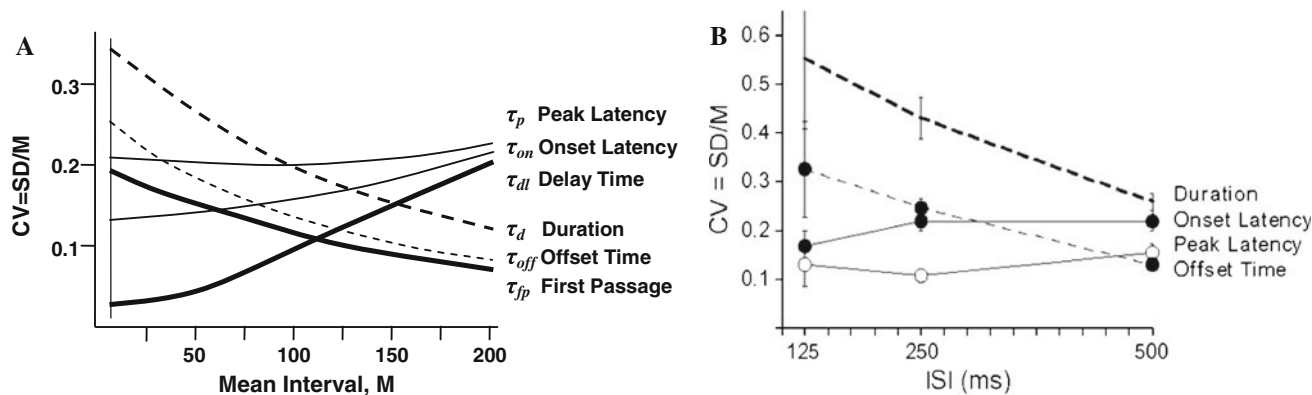 A
CV=SD/M
0.3
0.2
0.1
50
100
150
200
Mean Interval, M
τp Peak Latency
τon Onset Latency
τdl Delay Time
τd Duration
τoff Offset Time
τfp First Passage
B
CV = SD/M
0.6
0.5
0.4
0.3
0.2
0.1
125
250
500
ISI (ms)
Duration
Onset Latency
Peak Latency
Offset Time